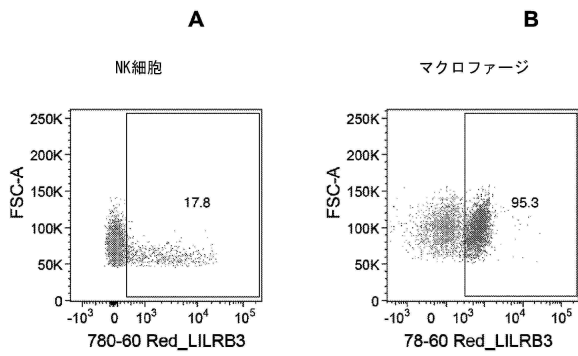 A
NK細胞
FSC-A
250K
200K
150K
100K
50K
0
17.8
-10³ 0 10³ 10⁴ 10⁵
780-60 Red_LILRB3
B
マクロファージ
FSC-A
250K
200K
150K
100K
50K
0
95.3
-10³ 0 10³ 10⁴ 10⁵
78-60 Red_LILRB3